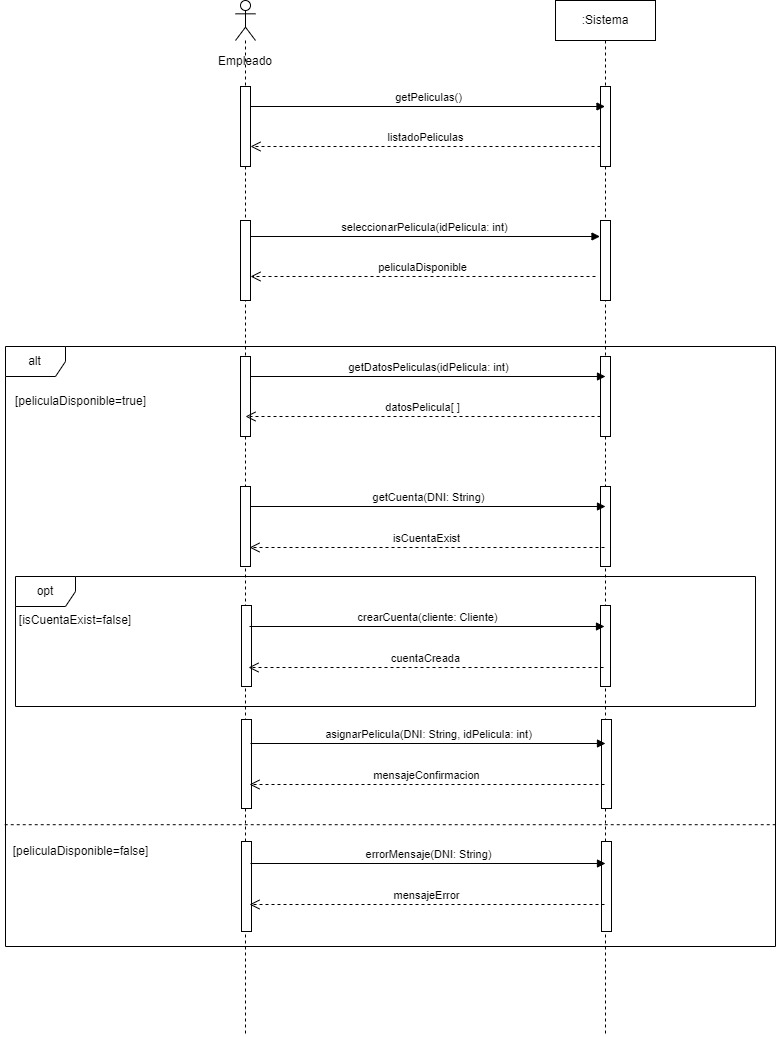 :Sistema
Empleado
getPeliculas()
listadoPeliculas
seleccionarPelicula(idPelicula: int)
peliculaDisponible
alt
getDatosPeliculas(idPelicula: int)
[peliculaDisponible=true]
datosPelicula[ ]
getCuenta(DNI: String)
isCuentaExist
opt
[isCuentaExist=false]
crearCuenta(cliente: Cliente)
cuentaCreada
asignarPelicula(DNI: String, idPelicula: int)
mensajeConfirmacion
[peliculaDisponible=false]
errorMensaje(DNI: String)
mensajeError